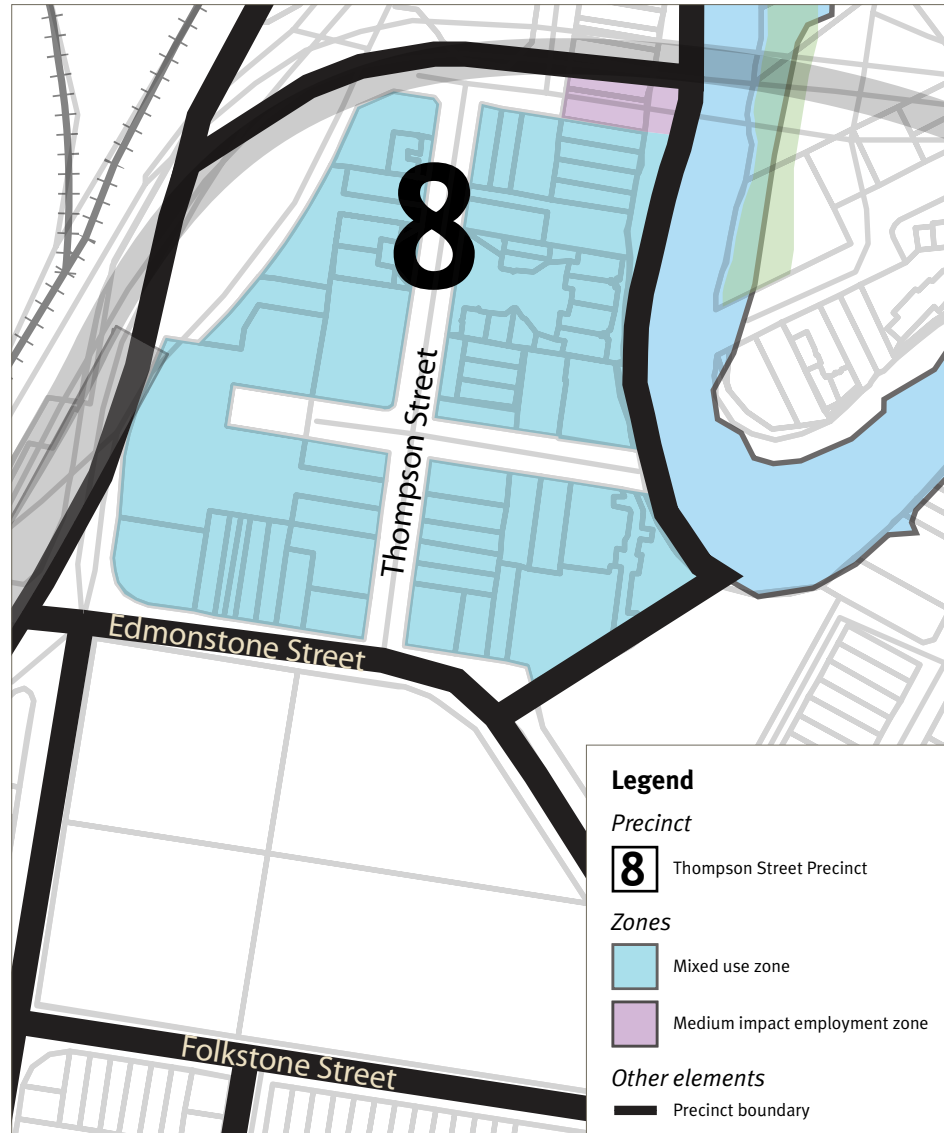 8
Thompson Street
Edmonstone Street
Folkstone Street
Legend
Precinct
8 Thompson Street Precinct
Zones
Mixed use zone
Medium impact employment zone
Other elements
Precinct boundary